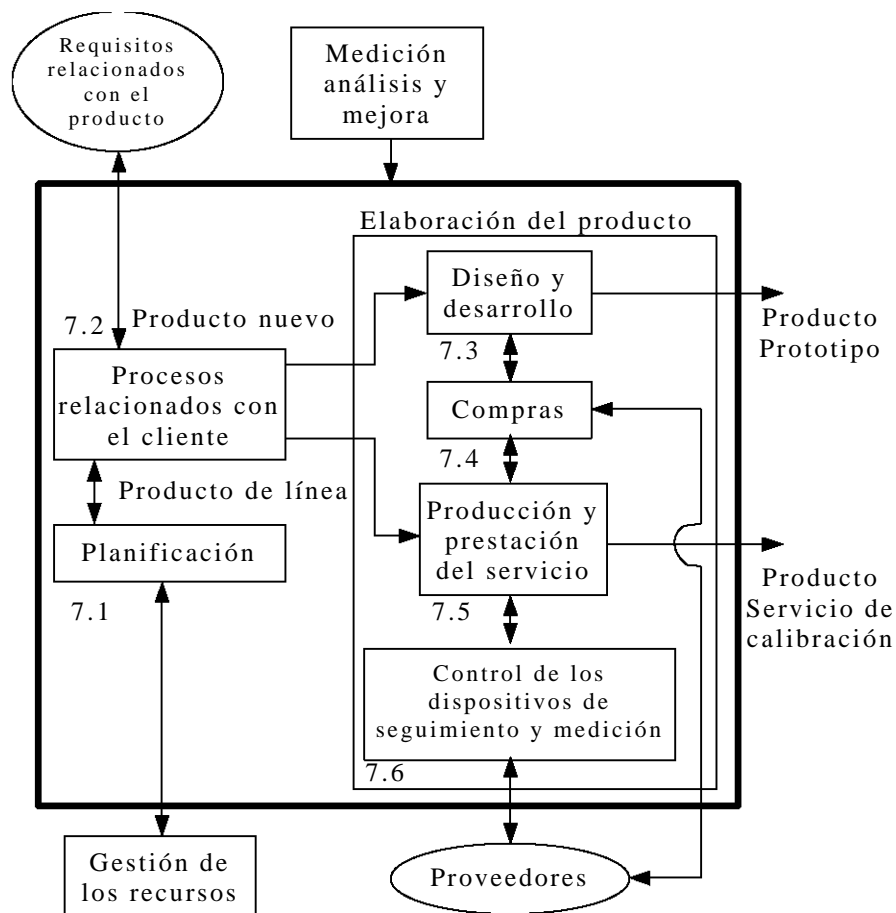 Requisitos
relacionados
con el
producto
Medición
análisis y
mejora
Elaboración del producto
Diseño y
desarrollo
7.2
Producto nuevo
Producto
Prototipo
7.3
Procesos
relacionados con
el cliente
Compras
7.4
Producto de línea
Producción y
prestación
del servicio
Planificación
7.1
Producto
Servicio de
calibración
7.5
Control de los
dispositivos de
seguimiento y medición
7.6
Gestión de
los recursos
Proveedores